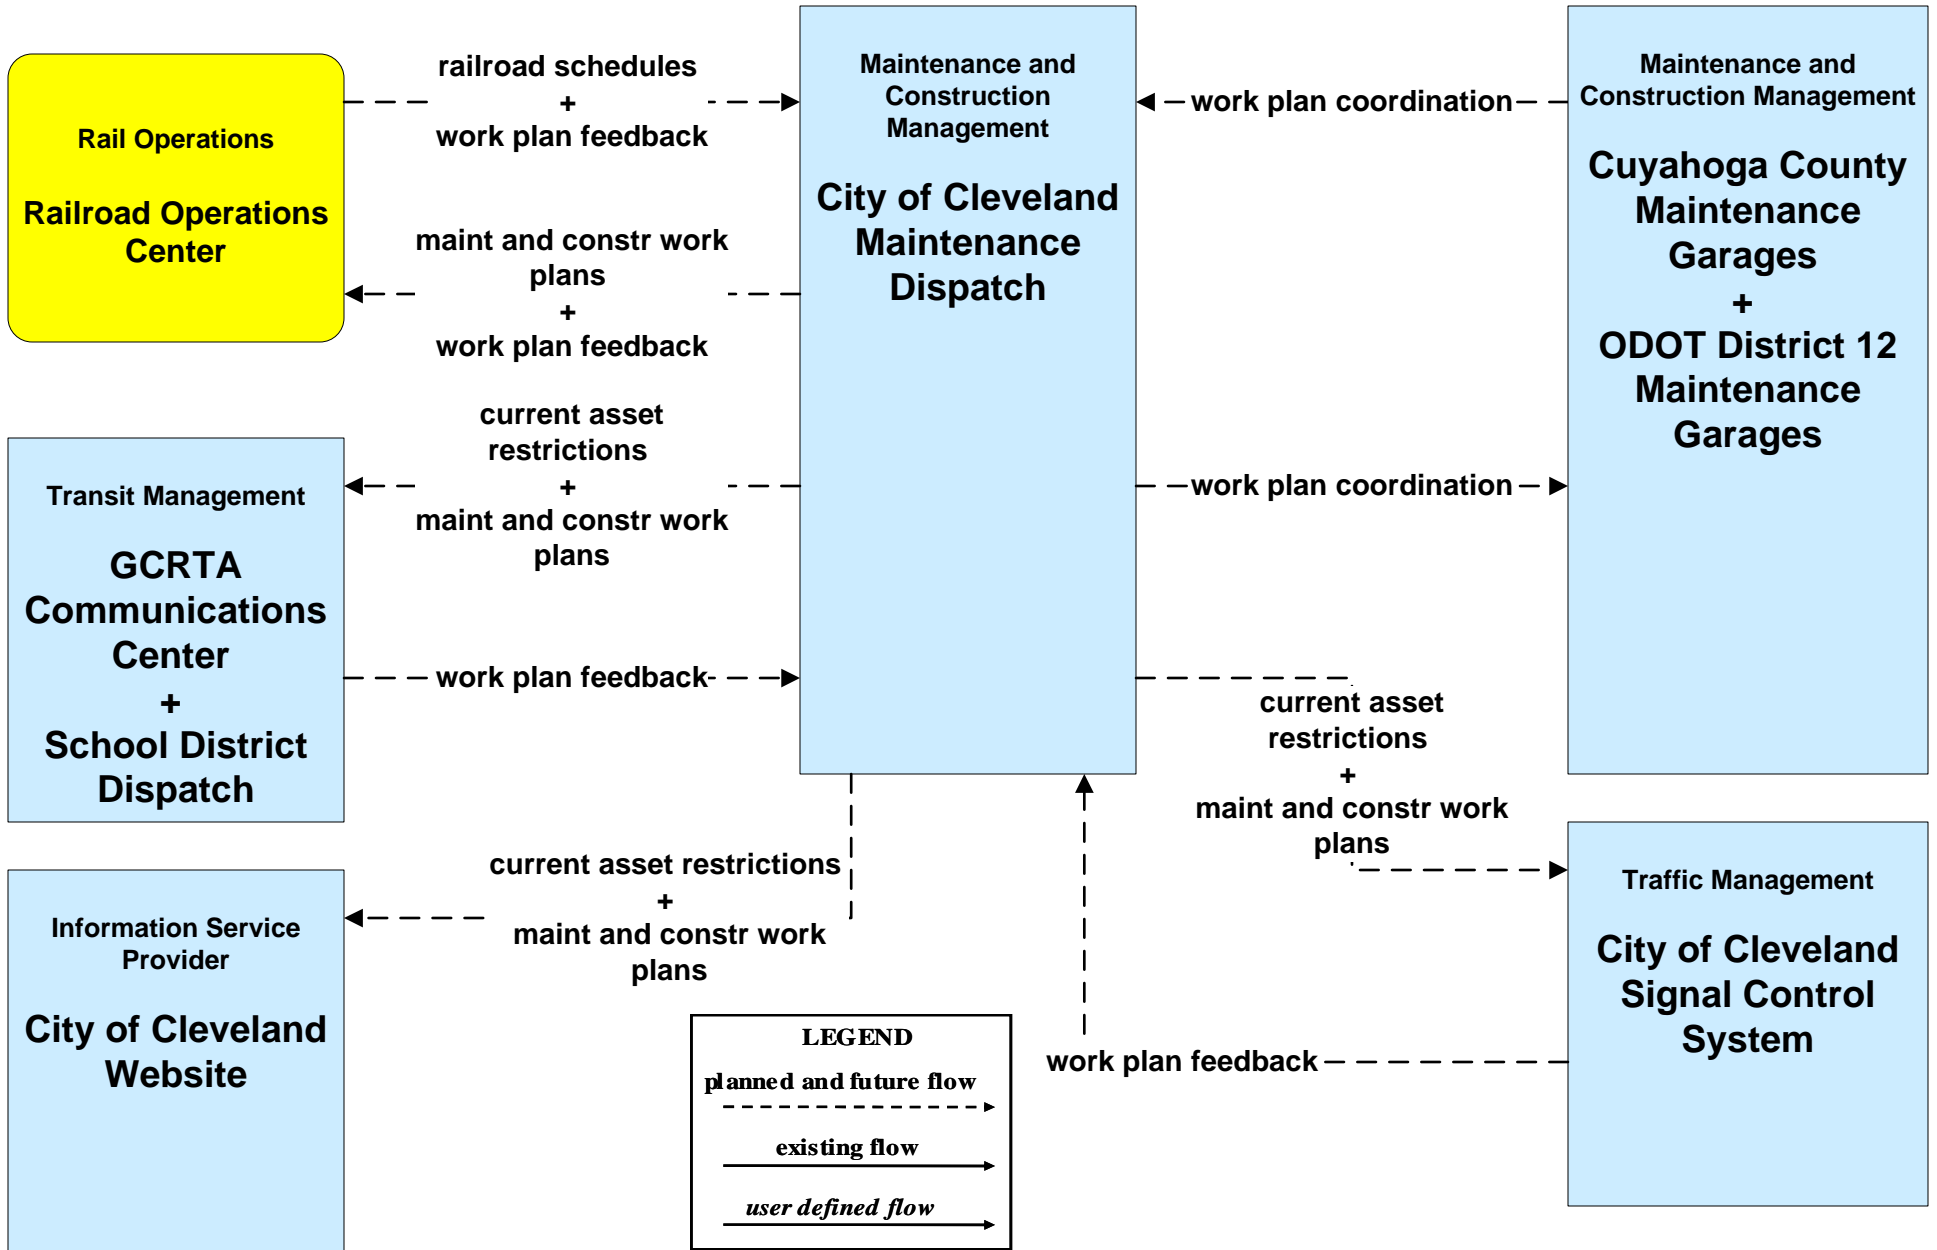 Rail Operations
Railroad Operations
Center
railroad schedules
+
work plan feedback
maint and constr work
plans
+
work plan feedback
Maintenance and
Construction
Management
City of Cleveland
Maintenance
Dispatch
work plan coordination
Maintenance and
Construction Management
Cuyahoga County
Maintenance
Garages
+
ODOT District 12
Maintenance
Garages
work plan coordination
Transit Management
GCRTA
Communications
Center
+
School District
Dispatch
current asset
restrictions
+
maint and constr work
plans
work plan feedback
current asset
restrictions
+
maint and constr work
plans
Traffic Management
City of Cleveland
Signal Control
System
work plan feedback
Information Service
Provider
City of Cleveland
Website
current asset restrictions
+
maint and constr work
plans
LEGEND
planned and future flow
existing flow
user defined flow